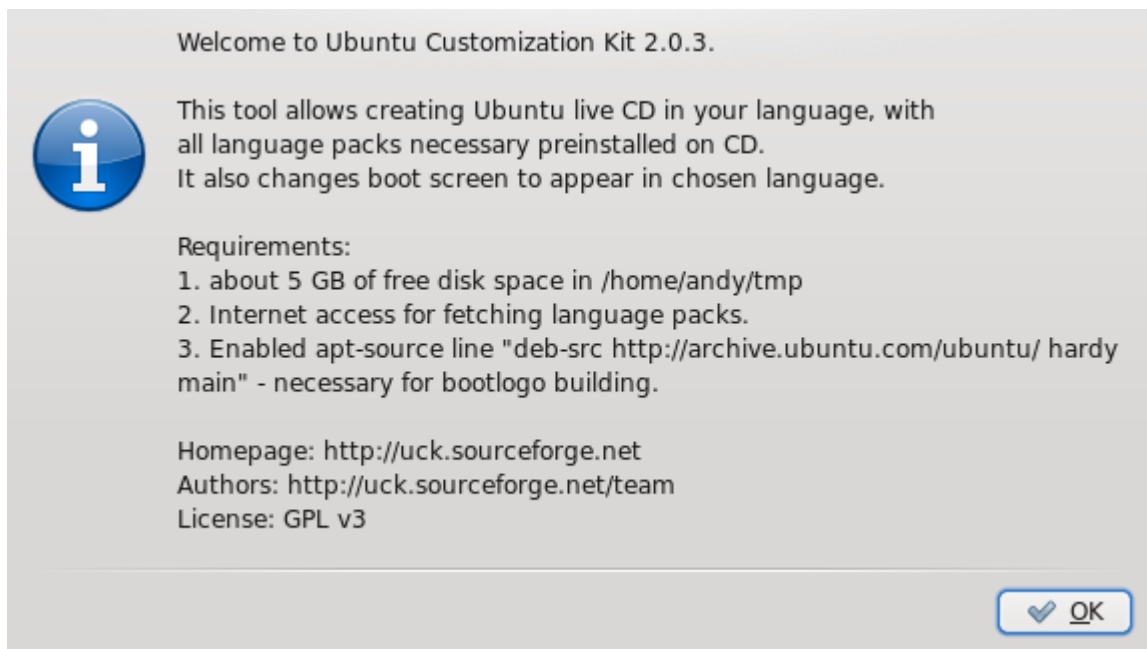 Welcome to Ubuntu Customization Kit 2.0.3.
This tool allows creating Ubuntu live CD in your language, with
all language packs necessary preinstalled on CD.
It also changes boot screen to appear in chosen language.
Requirements:
1. about 5 GB of free disk space in /home/andy/tmp
2. Internet access for fetching language packs.
3. Enabled apt-source line "deb-src http://archive.ubuntu.com/ubuntu/ hardy
main" - necessary for bootlogo building.
Homepage: http://uck.sourceforge.net
Authors: http://uck.sourceforge.net/team
License: GPL v3
OK